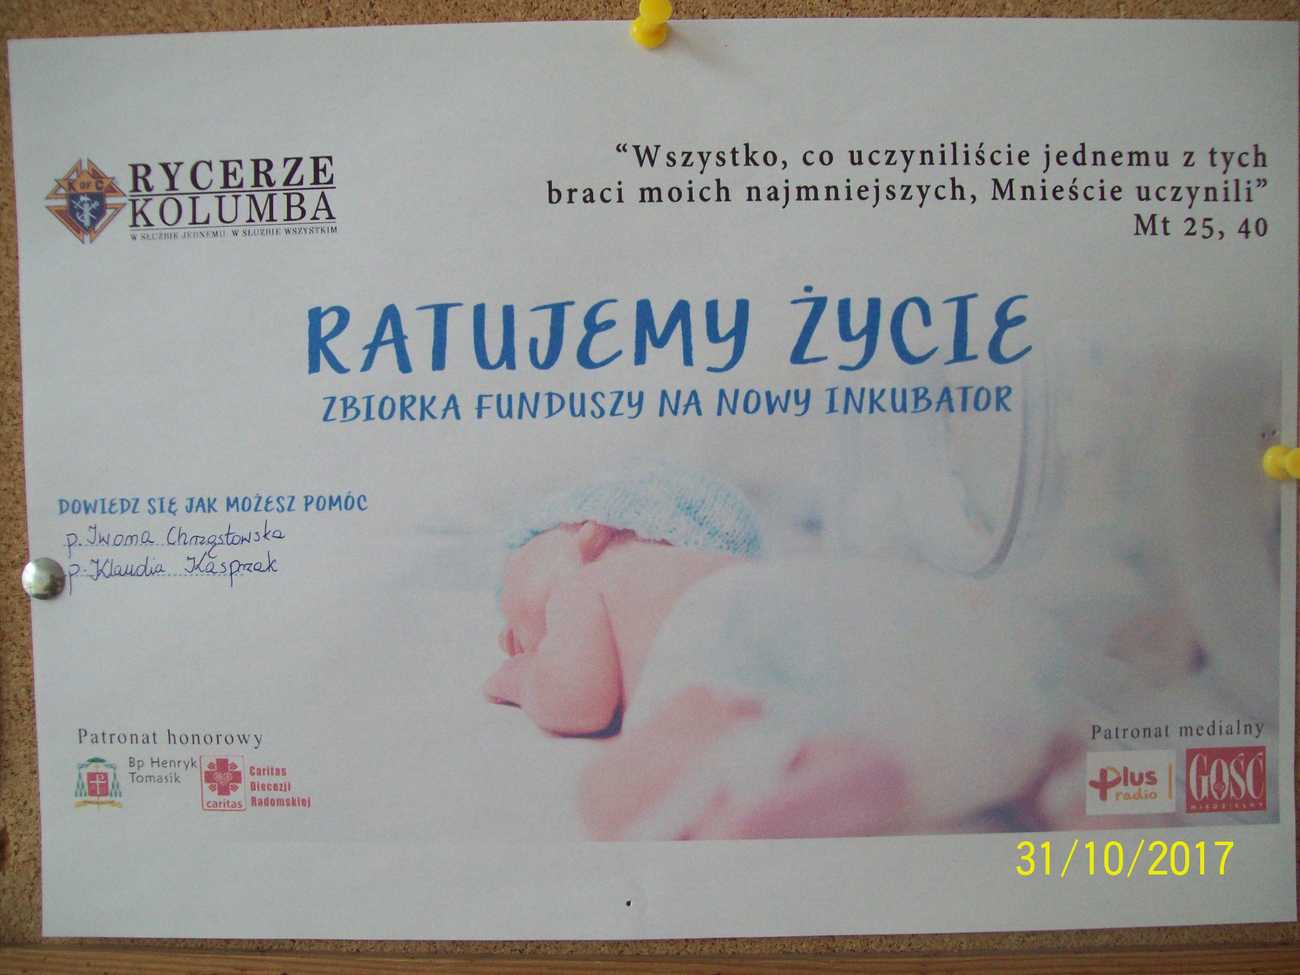 K OF C
RYCERZE
KOLUMBA
W SŁUŻBIE JEDNEMU. W SŁUŻBIE WSZYSTKIM
“Wszystko, co uczyniliście jednemu z tych
braci moich najmniejszych, Mnieście uczynili”
Mt 25, 40
RATUJEMY ŻYCIE
ZBIORKA FUNDUSZY NA NOWY INKUBATOR
DOWIEDZ SIĘ JAK MOŻESZ POMÓC
p. Iwona Chrząstowska
p. Klaudia Kasprzak
Patronat honorowy
Bp Henryk
Tomasik
caritas
Caritas
Diecezji
Radomskiej
Patronat medialny
Plus
radio
GOŚĆ
NIEDZIELNY
31/10/2017